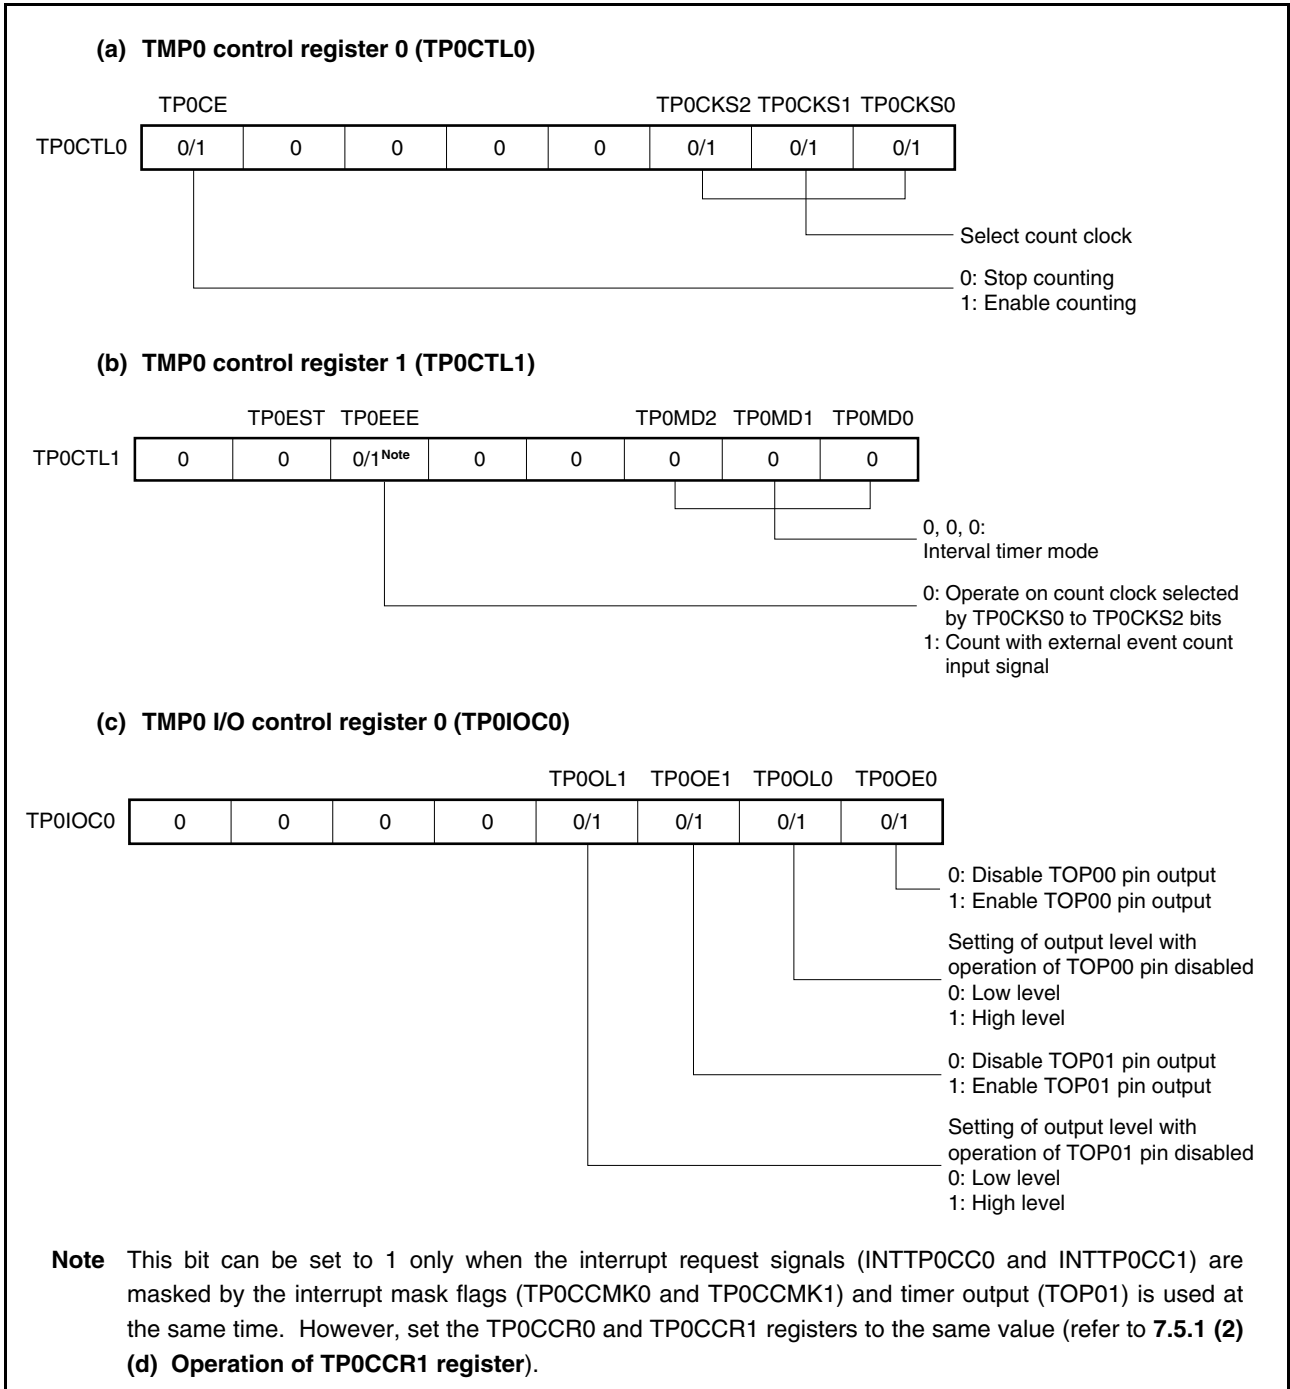 (a) TMP0 control register 0 (TP0CTL0)
TP0CE TP0CKS2 TP0CKS1 TP0CKS0
TP0CTL0 0/1 0 0 0 0 0/1 0/1 0/1
Select count clock
0: Stop counting
1: Enable counting
(b) TMP0 control register 1 (TP0CTL1)
TP0EST TP0EEE TP0MD2 TP0MD1 TP0MD0
TP0CTL1 0 0 0/1Note 0 0 0 0 0
0, 0, 0:
Interval timer mode
0: Operate on count clock selected
by TP0CKS0 to TP0CKS2 bits
1: Count with external event count
input signal
(c) TMP0 I/O control register 0 (TP0IOC0)
TP0OL1 TP0OE1 TP0OL0 TP0OE0
TP0IOC0 0 0 0 0 0/1 0/1 0/1 0/1
0: Disable TOP00 pin output
1: Enable TOP00 pin output
Setting of output level with
operation of TOP00 pin disabled
0: Low level
1: High level
0: Disable TOP01 pin output
1: Enable TOP01 pin output
Setting of output level with
operation of TOP01 pin disabled
0: Low level
1: High level
Note This bit can be set to 1 only when the interrupt request signals (INTTP0CC0 and INTTP0CC1) are
masked by the interrupt mask flags (TP0CCMK0 and TP0CCMK1) and timer output (TOP01) is used at
the same time. However, set the TP0CCR0 and TP0CCR1 registers to the same value (refer to 7.5.1 (2)
(d) Operation of TP0CCR1 register).